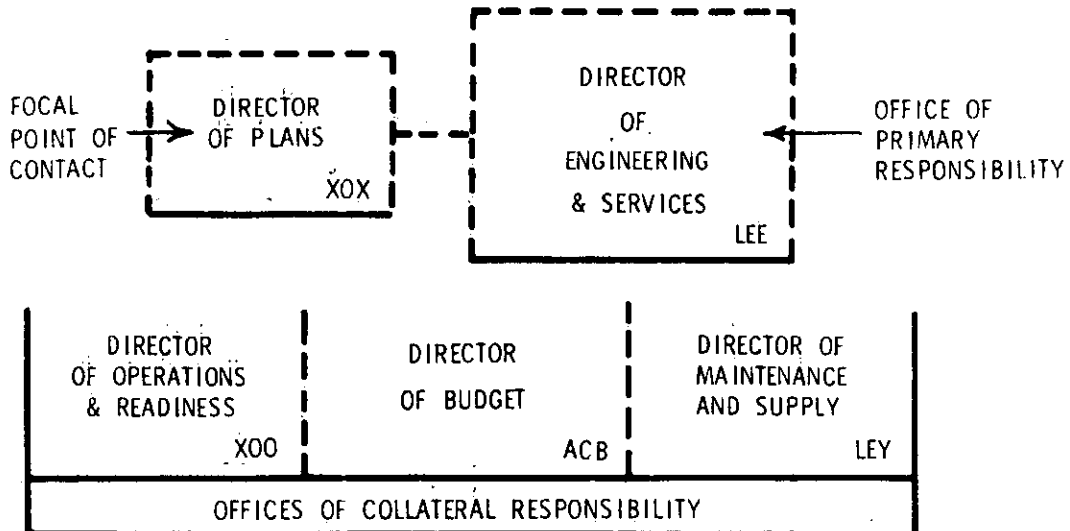 FOCAL
POINT OF
CONTACT
DIRECTOR
OF PLANS
XOX
DIRECTOR
OF
ENGINEERING
& SERVICES
LEE
OFFICE OF
PRIMARY
RESPONSIBILITY
DIRECTOR
OF OPERATIONS
& READINESS
XOO
DIRECTOR
OF BUDGET
ACB
DIRECTOR OF
MAINTENANCE
AND SUPPLY
LEY
OFFICES OF COLLATERAL RESPONSIBILITY